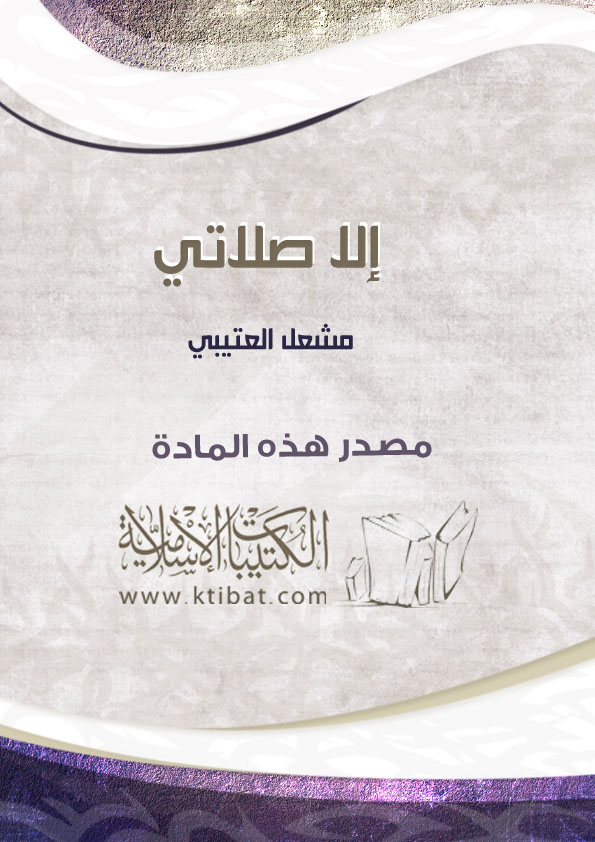 إلا صلاتي
مشعل العتيبي
مصدر هذه المادة
الكتيبات الإسلامية
www.ktibat.com